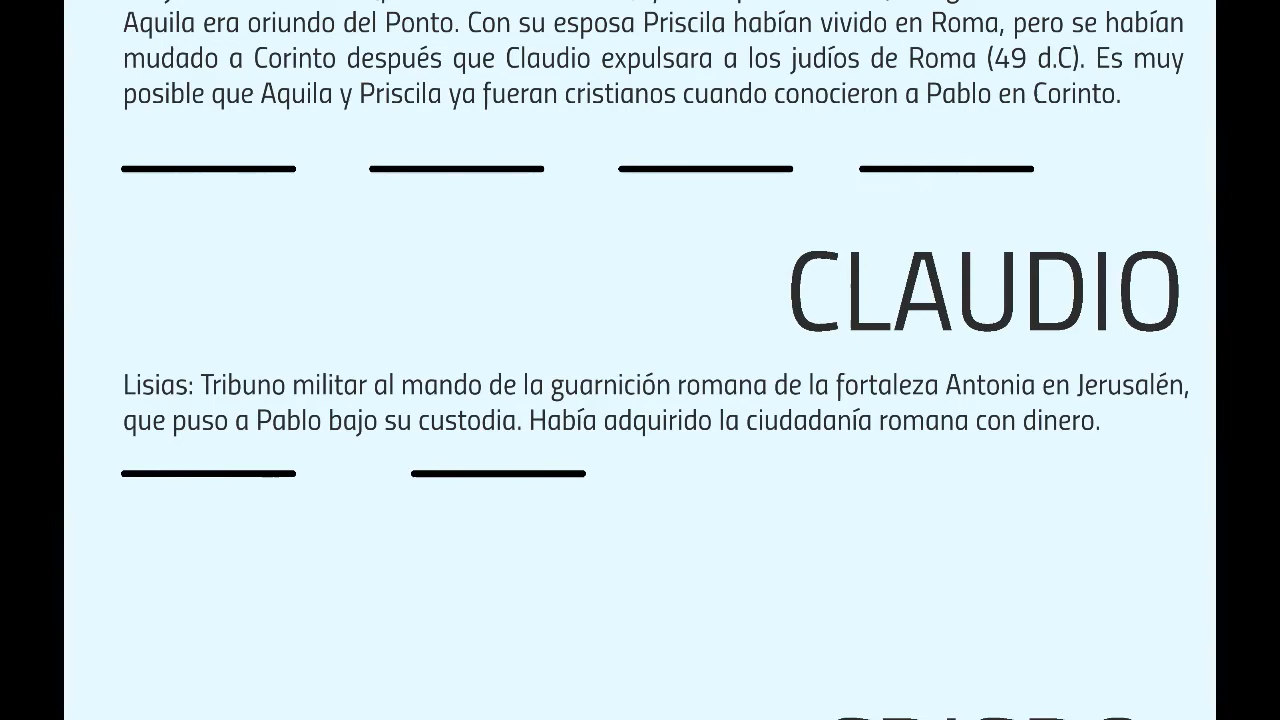 Aquila era oriundo del Ponto. Con su esposa Priscila habían vivido en Roma, pero se habían
mudado a Corinto después que Claudio expulsara a los judíos de Roma (49 d.C). Es muy
posible que Aquila y Priscila ya fueran cristianos cuando conocieron a Pablo en Corinto.
CLAUDIO
Lisias: Tribuno militar al mando de la guarnición romana de la fortaleza Antonia en Jerusalén,
que puso a Pablo bajo su custodia. Había adquirido la ciudadanía romana con dinero.